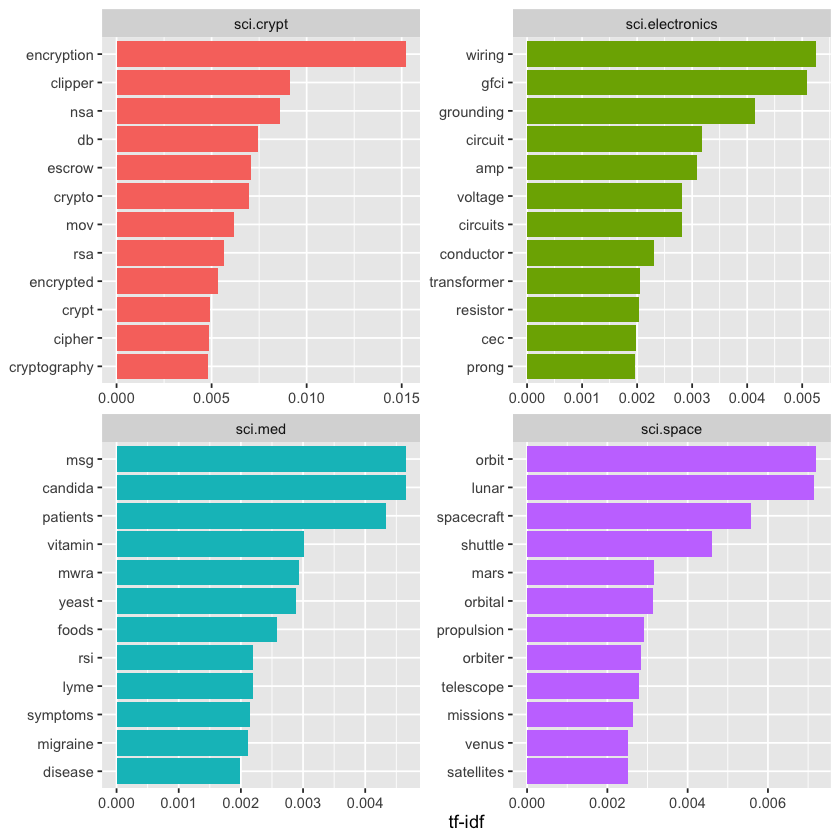 sci.crypt
encryption
clipper
nsa
db
escrow
crypto
mov
rsa
encrypted
crypt
cipher
cryptography
0.000 0.005 0.010 0.015
sci.electronics
wiring
gfci
grounding
circuit
amp
voltage
circuits
conductor
transformer
resistor
cec
prong
0.000 0.001 0.002 0.003 0.004 0.005
sci.med
msg
candida
patients
vitamin
mwra
yeast
foods
rsi
lyme
symptoms
migraine
disease
0.000 0.001 0.002 0.003 0.004
sci.space
orbit
lunar
spacecraft
shuttle
mars
orbital
propulsion
orbiter
telescope
missions
venus
satellites
0.000 0.002 0.004 0.006
tf-idf